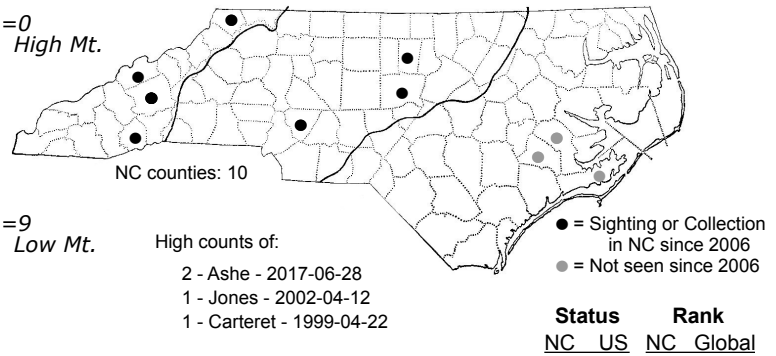 =0
High Mt.
NC counties: 10
=9
Low Mt.
High counts of:
2 - Ashe - 2017-06-28
1 - Jones - 2002-04-12
1 - Carteret - 1999-04-22
● = Sighting or Collection
in NC since 2006
● = Not seen since 2006
Status Rank
NC US NC Global